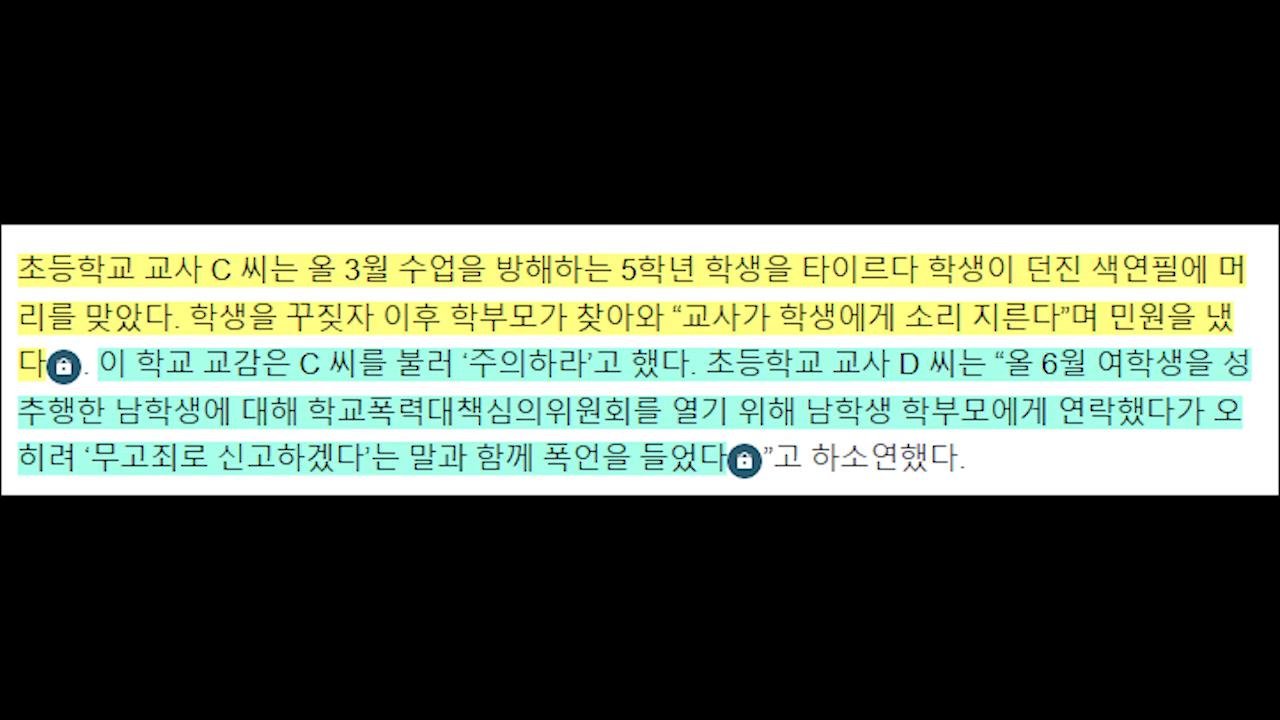 초등학교 교사 C 씨는 올 3월 수업을 방해하는 5학년 학생을 타이르다 학생이 던진 색연필에 머
리를 맞았다. 학생을 꾸짖자 이후 학부모가 찾아와 “교사가 학생에게 소리 지른다”며 민원을 냈
다. 이 학교 교감은 C 씨를 불러 ‘주의하라’고 했다. 초등학교 교사 D 씨는 “올 6월 여학생을 성
추행한 남학생에 대해 학교폭력대책심의위원회를 열기 위해 남학생 학부모에게 연락했다가 오
히려 ‘무고죄로 신고하겠다’는 말과 함께 폭언을 들었다”고 하소연했다.